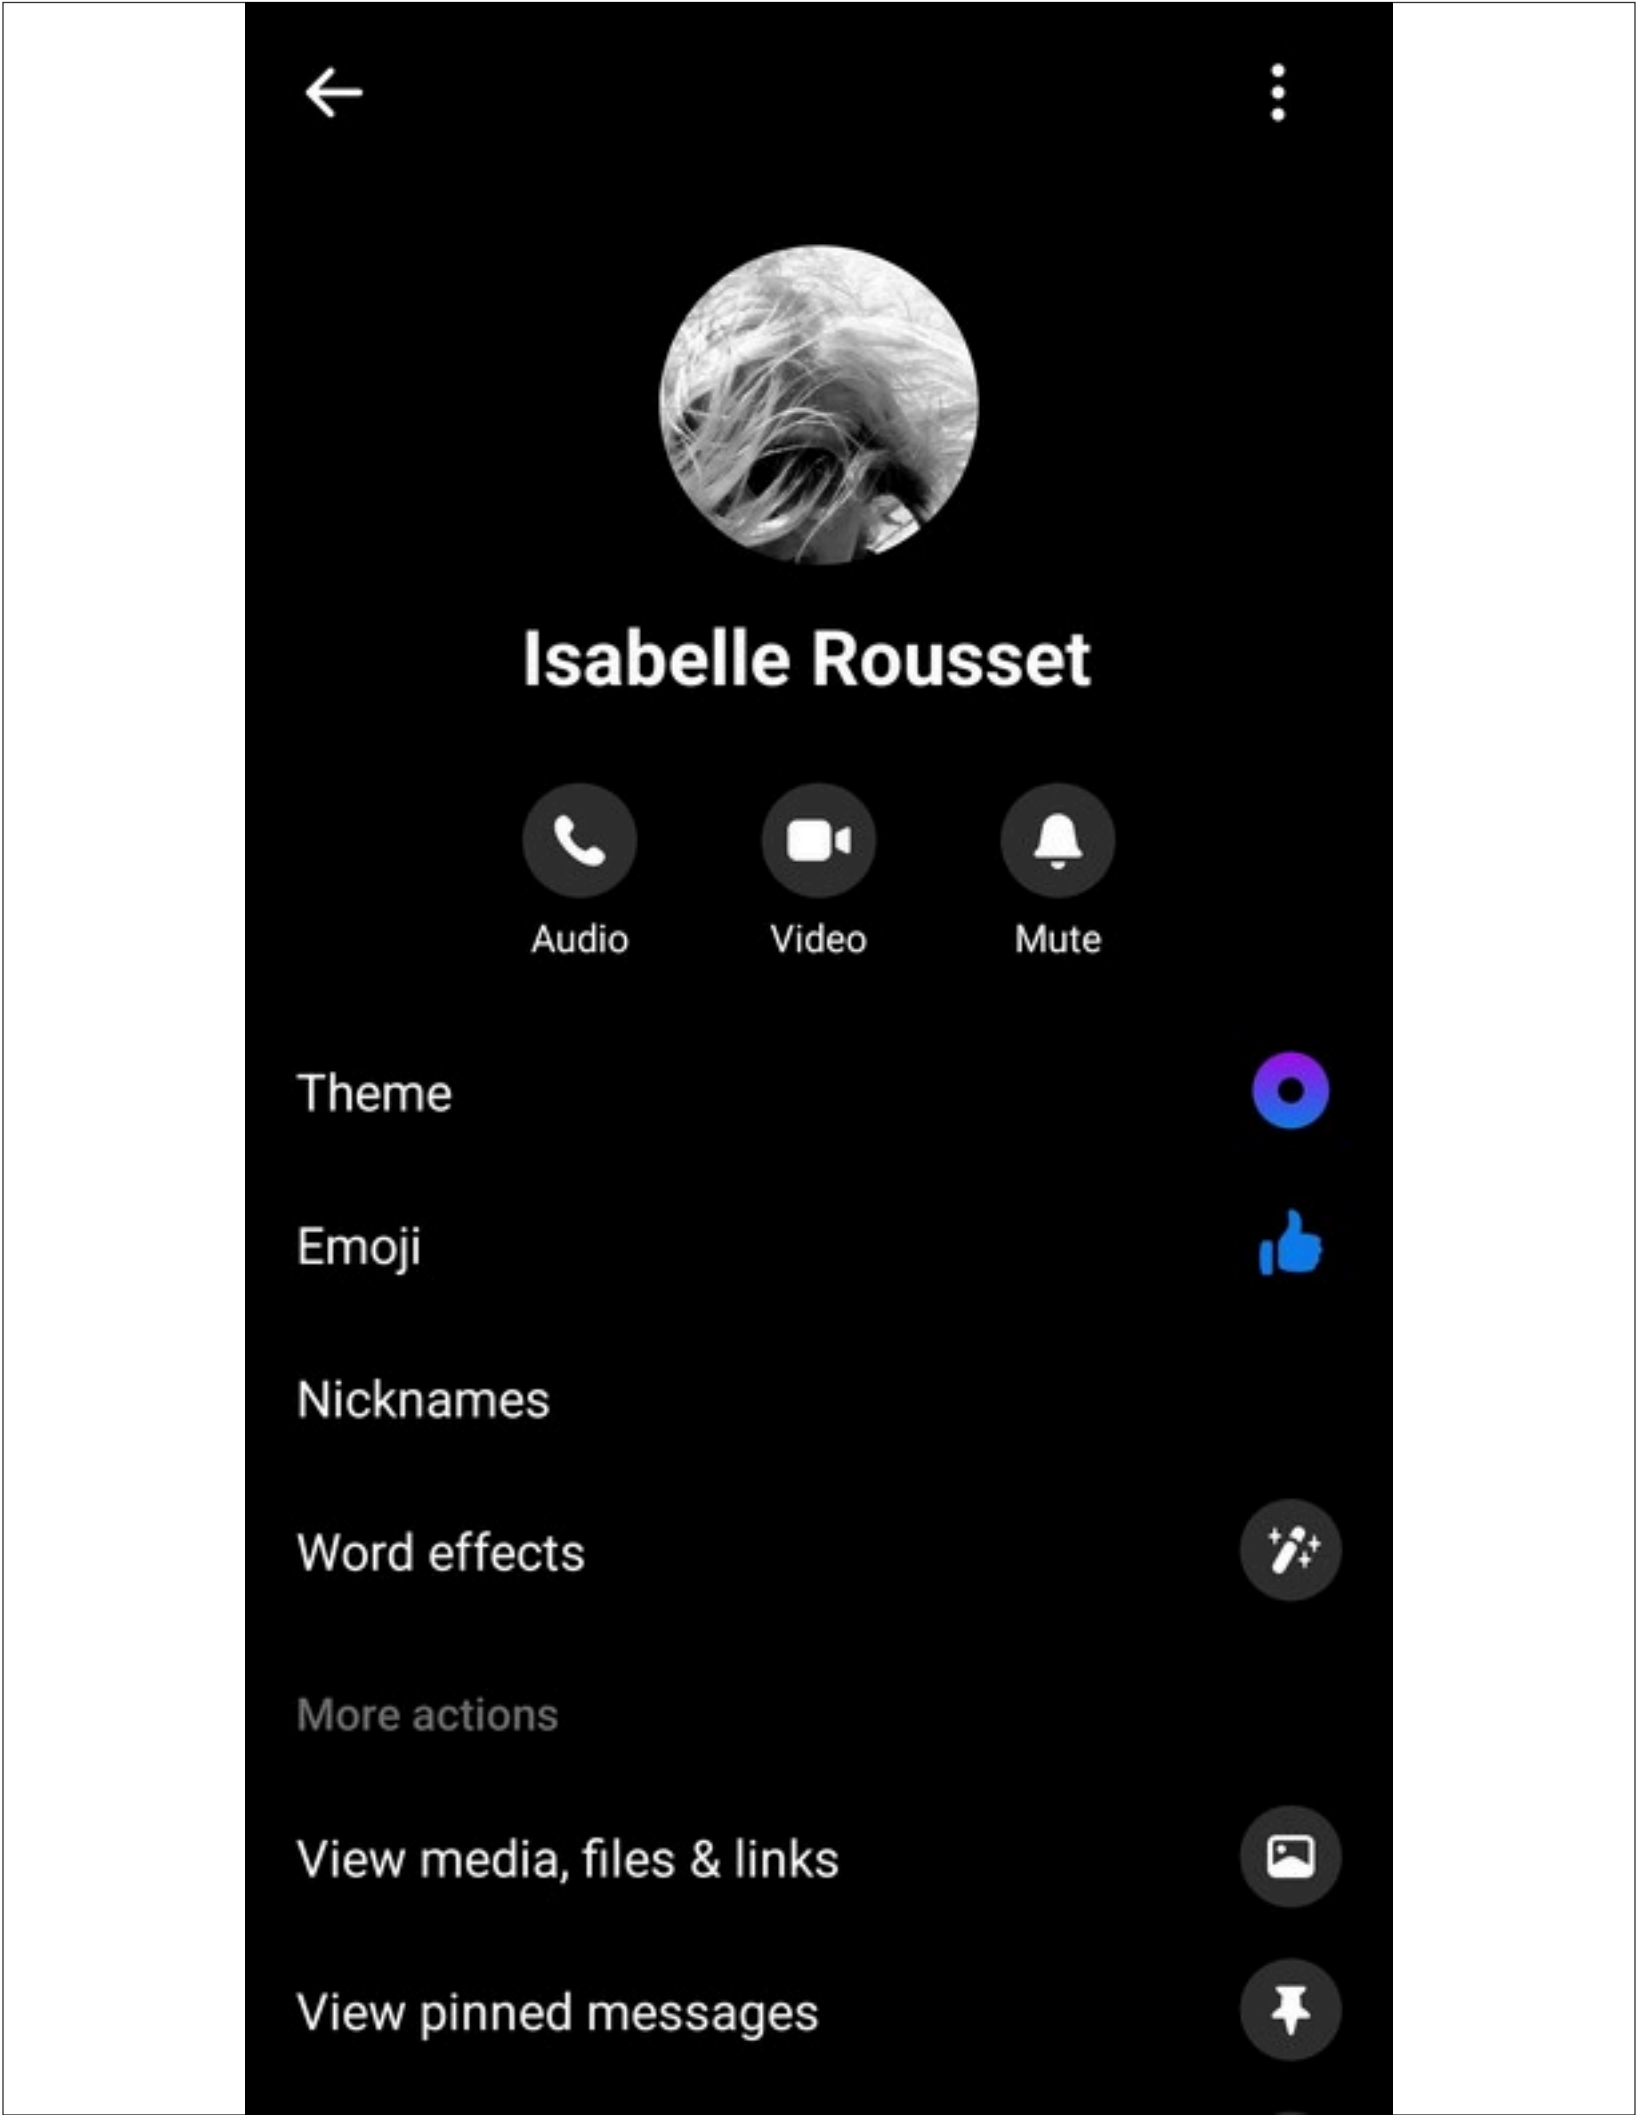 Isabelle Rousset
Audio Video Mute
Theme
Emoji
Nicknames
Word effects
More actions
View media, files & links
View pinned messages